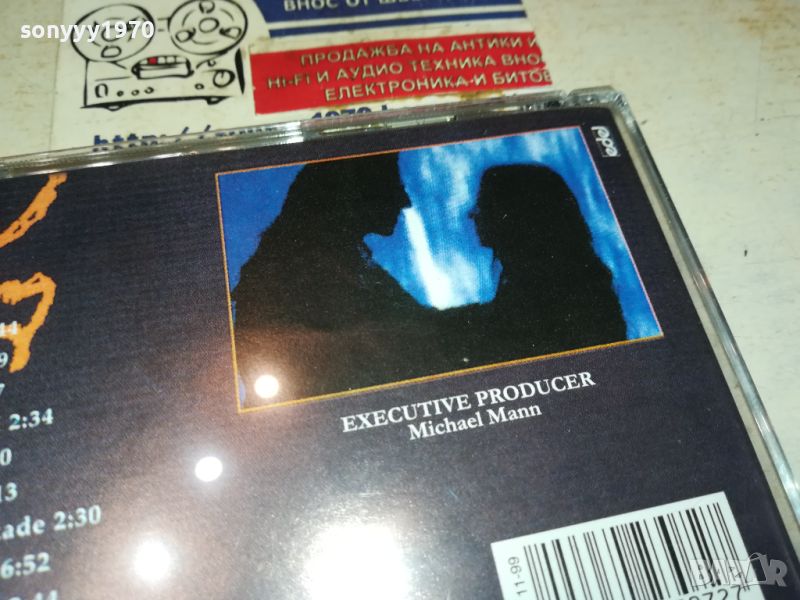 sonyyy1970
ВНОС ОТ
ПРОДАЖБА НА АНТИКИ И
HI-FI И АУДИО ТЕХНИКА ВНОС
ЕЛЕКТРОНИКА-И БИТОВ
EXECUTIVE PRODUCER
Michael Mann
2:34
2:30
6:52
11-99
BAZAR